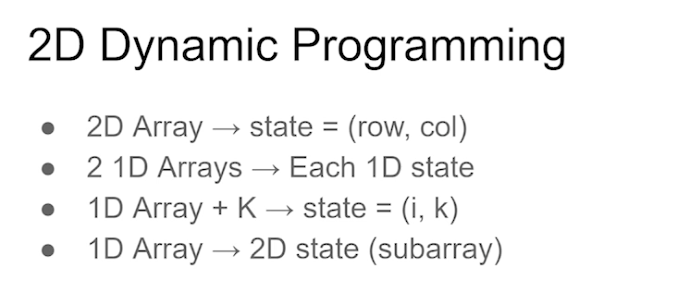 2D Dynamic Programming
● 2D Array → state = (row, col)
● 2 1D Arrays → Each 1D state
● 1D Array + K → state = (i, k)
● 1D Array → 2D state (subarray)